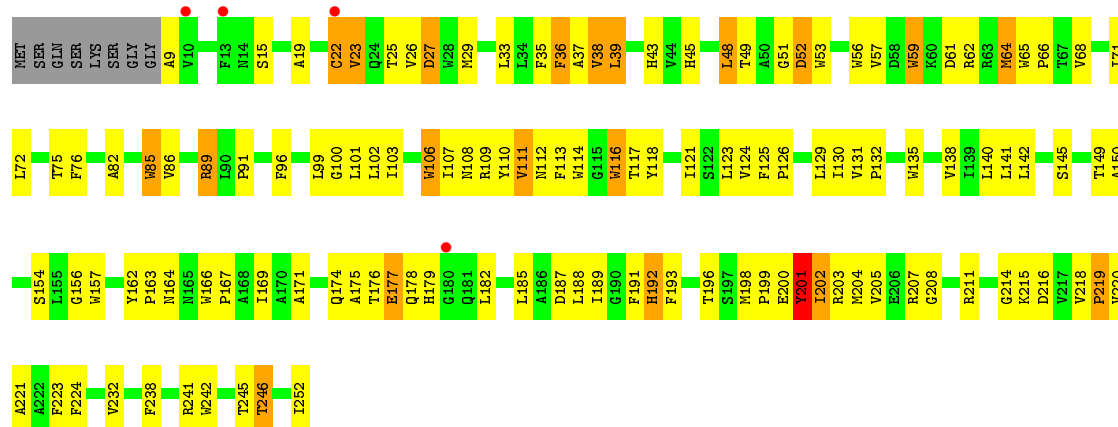 MET SER GLN SER LYS SER GLY GLY A9 V10 F13 N14 S15 A19 C22 V23 Q24 T25 V26 D27 W28 M29 L33 L34 F35 F36 A37 V38 L39 H43 V44 H45 L48 T49 A50 G51 D52 W53 W56 V57 D58 W59 K60 D61 R62 R63 M64 W65 P66 T67 V68 I71
L72 T75 F76 A82 W85 V86 R89 L90 P91 F96 L99 G100 L101 L102 I103 W106 I107 N108 R109 Y110 V111 N112 F113 W114 G115 W116 T117 Y118 I121 S122 L123 V124 F125 P126 L129 I130 V131 P132 W135 V138 I139 L140 L141 L142 S145 T149 A150
S154 L155 G156 W157 Y162 P163 N164 N165 W166 P167 A168 I169 A170 A171 Q174 A175 T176 E177 Q178 H179 G180 Q181 L182 L185 A186 D187 L188 I189 G190 F191 H192 F193 T196 S197 M198 P199 E200 Y201 I202 R203 M204 V205 E206 R207 G208 R211 G214 K215 D216 V217 V218 P219 V220
A221 A222 F223 F224 V232 F238 R241 W242 T245 T246 I252